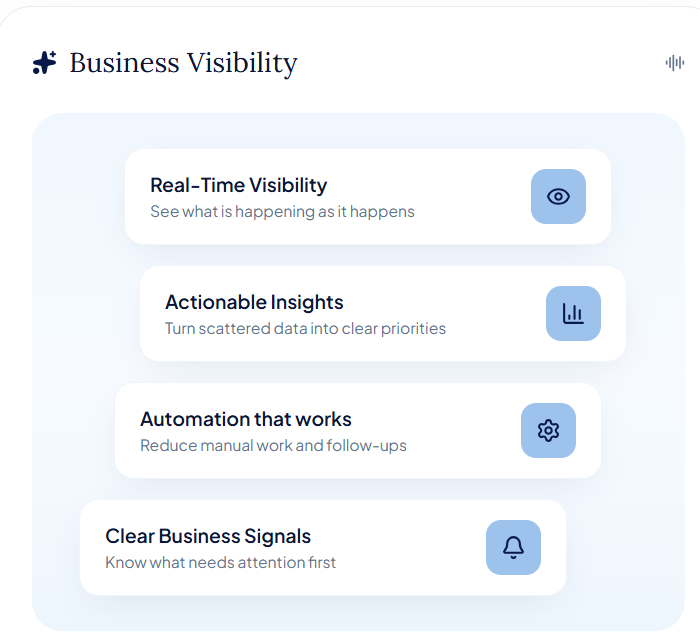 Business Visibility
Real-Time Visibility
See what is happening as it happens
Actionable Insights
Turn scattered data into clear priorities
Automation that works
Reduce manual work and follow-ups
Clear Business Signals
Know what needs attention first